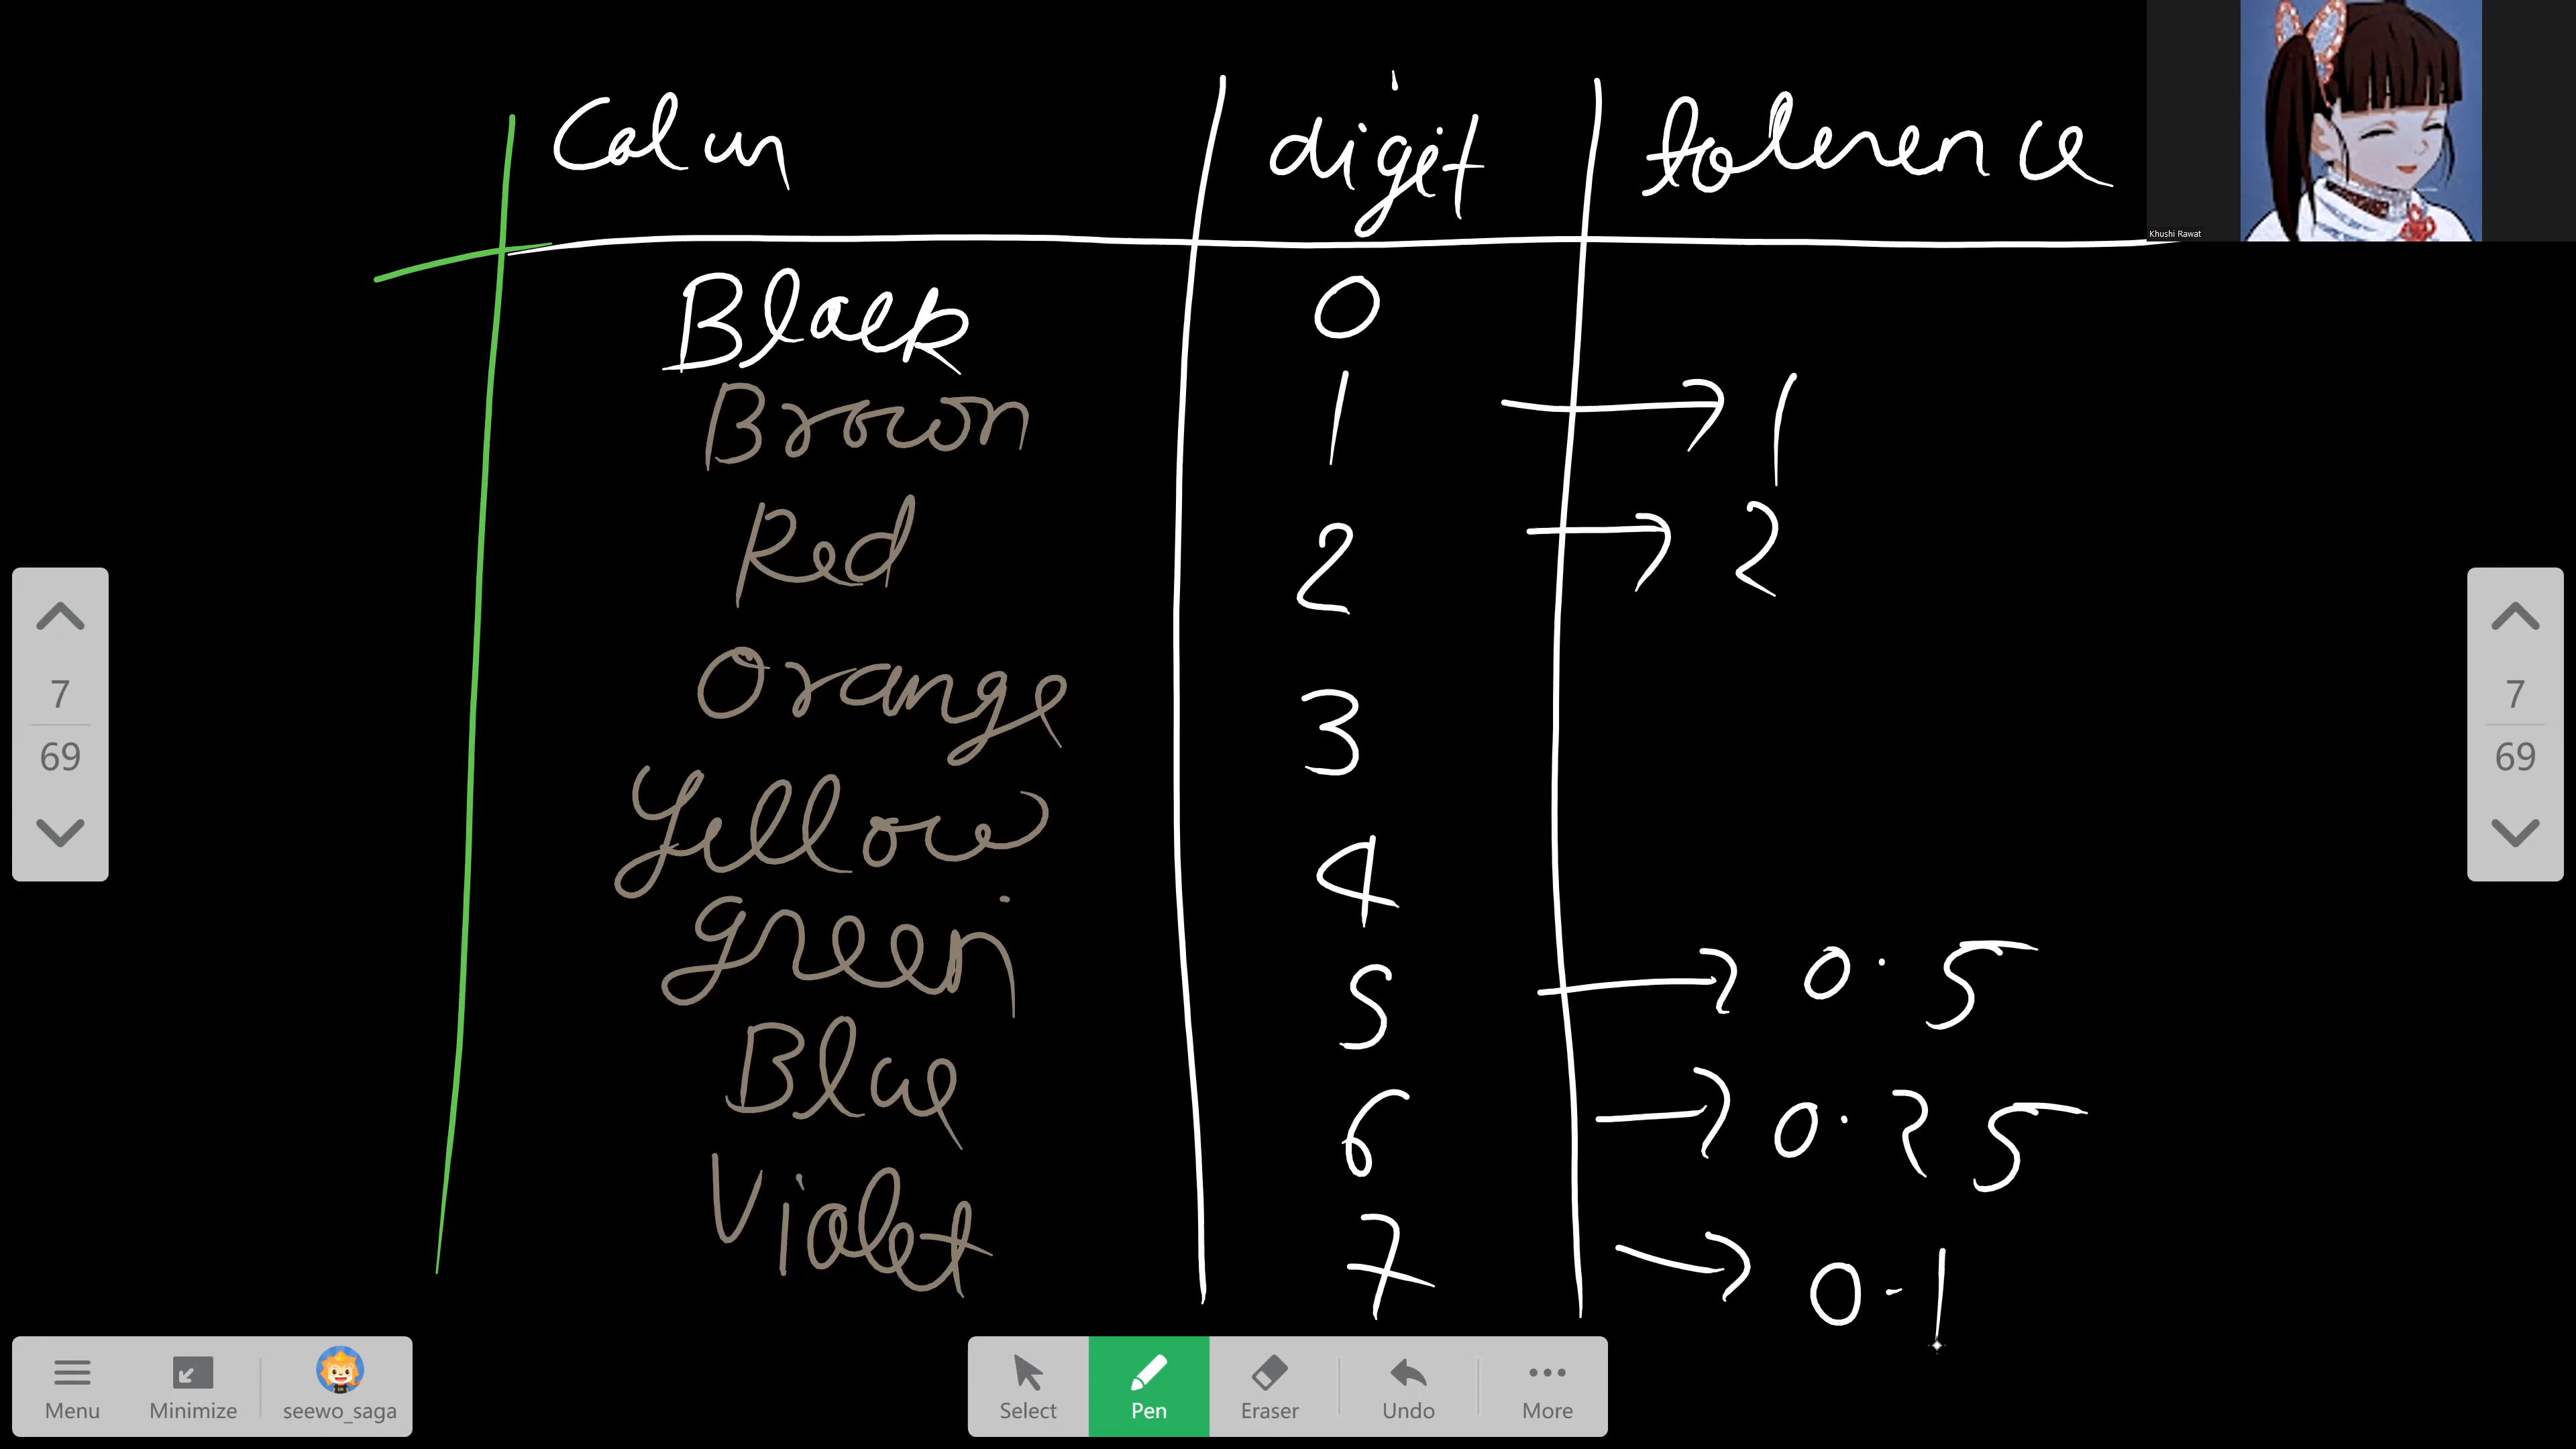 Colur digit tolerence
Khushi Rawat
Black 0
Brown 1 → 1
Red 2 → 2
Orange 3
Yellow 4
green 5 → 0.5
Blue 6 → 0.25
Violet 7 → 0.1
7
69
7
69
Menu Minimize seewo_saga Select Pen Eraser Undo More